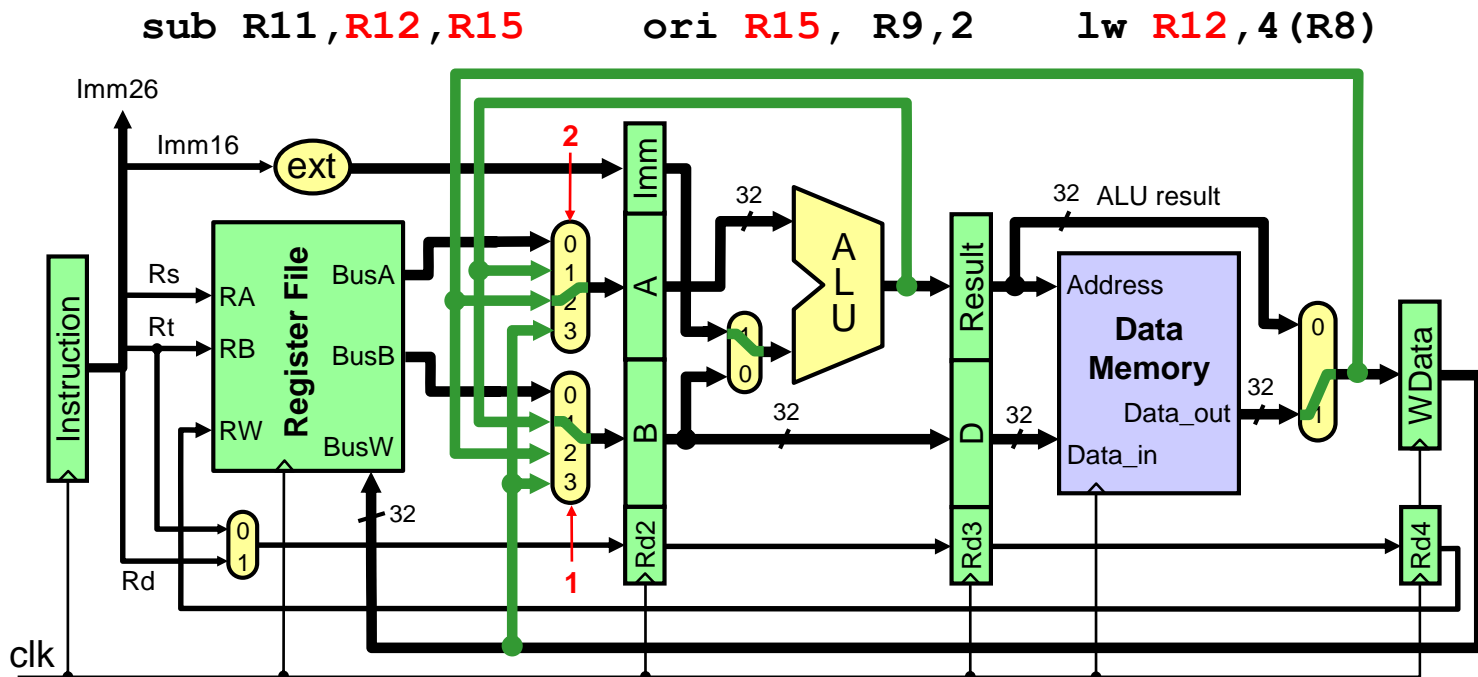 sub R11,R12,R15 ori R15, R9,2 lw R12,4(R8)
Imm26
Imm16
ext
2
Imm
32
32 ALU result
Instruction
Rs
Rt
RA
RB
RW
Register File
BusA
BusB
BusW
0
1
2
3
0
1
2
3
A
B
1
0
A
L
U
Result
D
Address
Data
Memory
Data_out
Data_in
32
32
32
0
1
WData
32
0
1
Rd
Rd2
Rd3
Rd4
1
clk